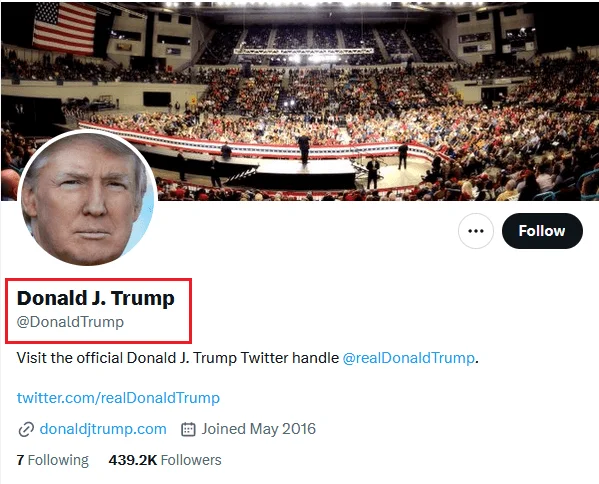 Follow
Donald J. Trump
@DonaldTrump
Visit the official Donald J. Trump Twitter handle @realDonaldTrump.
twitter.com/realDonaldTrump
donaldjtrump.com Joined May 2016
7 Following 439.2K Followers